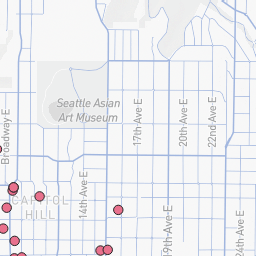 Seattle Asian
Art Museum
Broadway E
17th Ave E
20th Ave E
22nd Ave E
14th Ave E
CAPITOL
HILL
24th Ave E